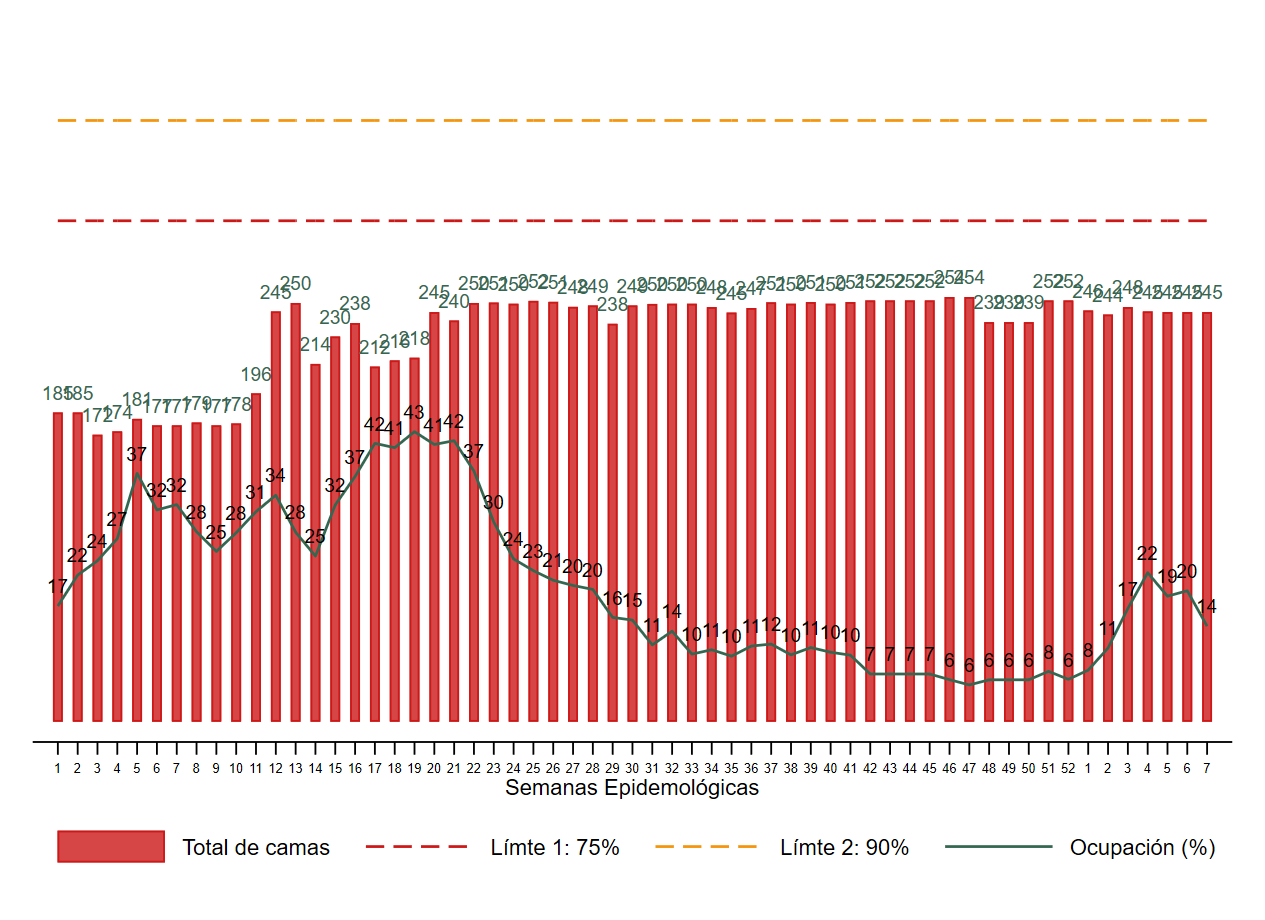 185 185 172 174 181 177 177 179 177 178 196 245 250 214 230 238 212 216 218 245 240 250 251 250 252 251 248 249 238 249 250 250 250 248 245 247 251 250 251 250 251 252 252 252 252 254 254 239 239 239 252 252 246 244 248 245 245 245 245
17 22 24 27 37 32 32 28 25 28 31 34 28 25 32 37 42 41 43 41 42 37 30 24 23 21 20 20 16 15 11 14 10 11 10 11 12 10 11 10 10 7 7 7 7 6 6 6 6 6 8 6 8 11 17 22 19 20 14
1 2 3 4 5 6 7 8 9 10 11 12 13 14 15 16 17 18 19 20 21 22 23 24 25 26 27 28 29 30 31 32 33 34 35 36 37 38 39 40 41 42 43 44 45 46 47 48 49 50 51 52 1 2 3 4 5 6 7
Semanas Epidemológicas
Total de camas Límte 1: 75% Límte 2: 90% Ocupación (%)